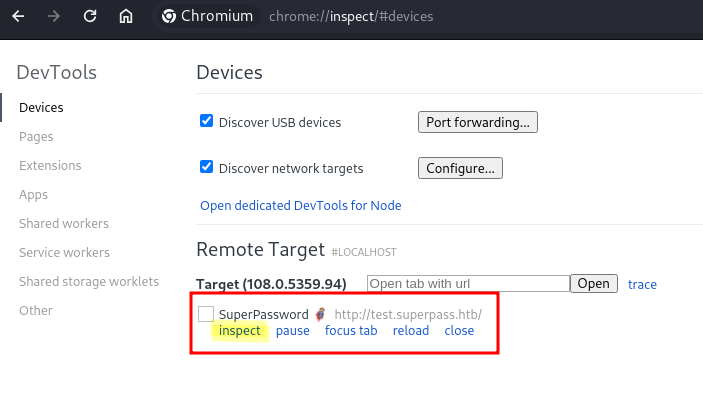 Chromium chrome://inspect/#devices
DevTools
Devices
Pages
Extensions
Apps
Shared workers
Service workers
Shared storage worklets
Other
Devices
Discover USB devices Port forwarding...
Discover network targets Configure...
Open dedicated DevTools for Node
Remote Target #LOCALHOST
Target (108.0.5359.94) Open tab with url Open trace
SuperPassword 🦸 http://test.superpass.htb/
inspect pause focus tab reload close